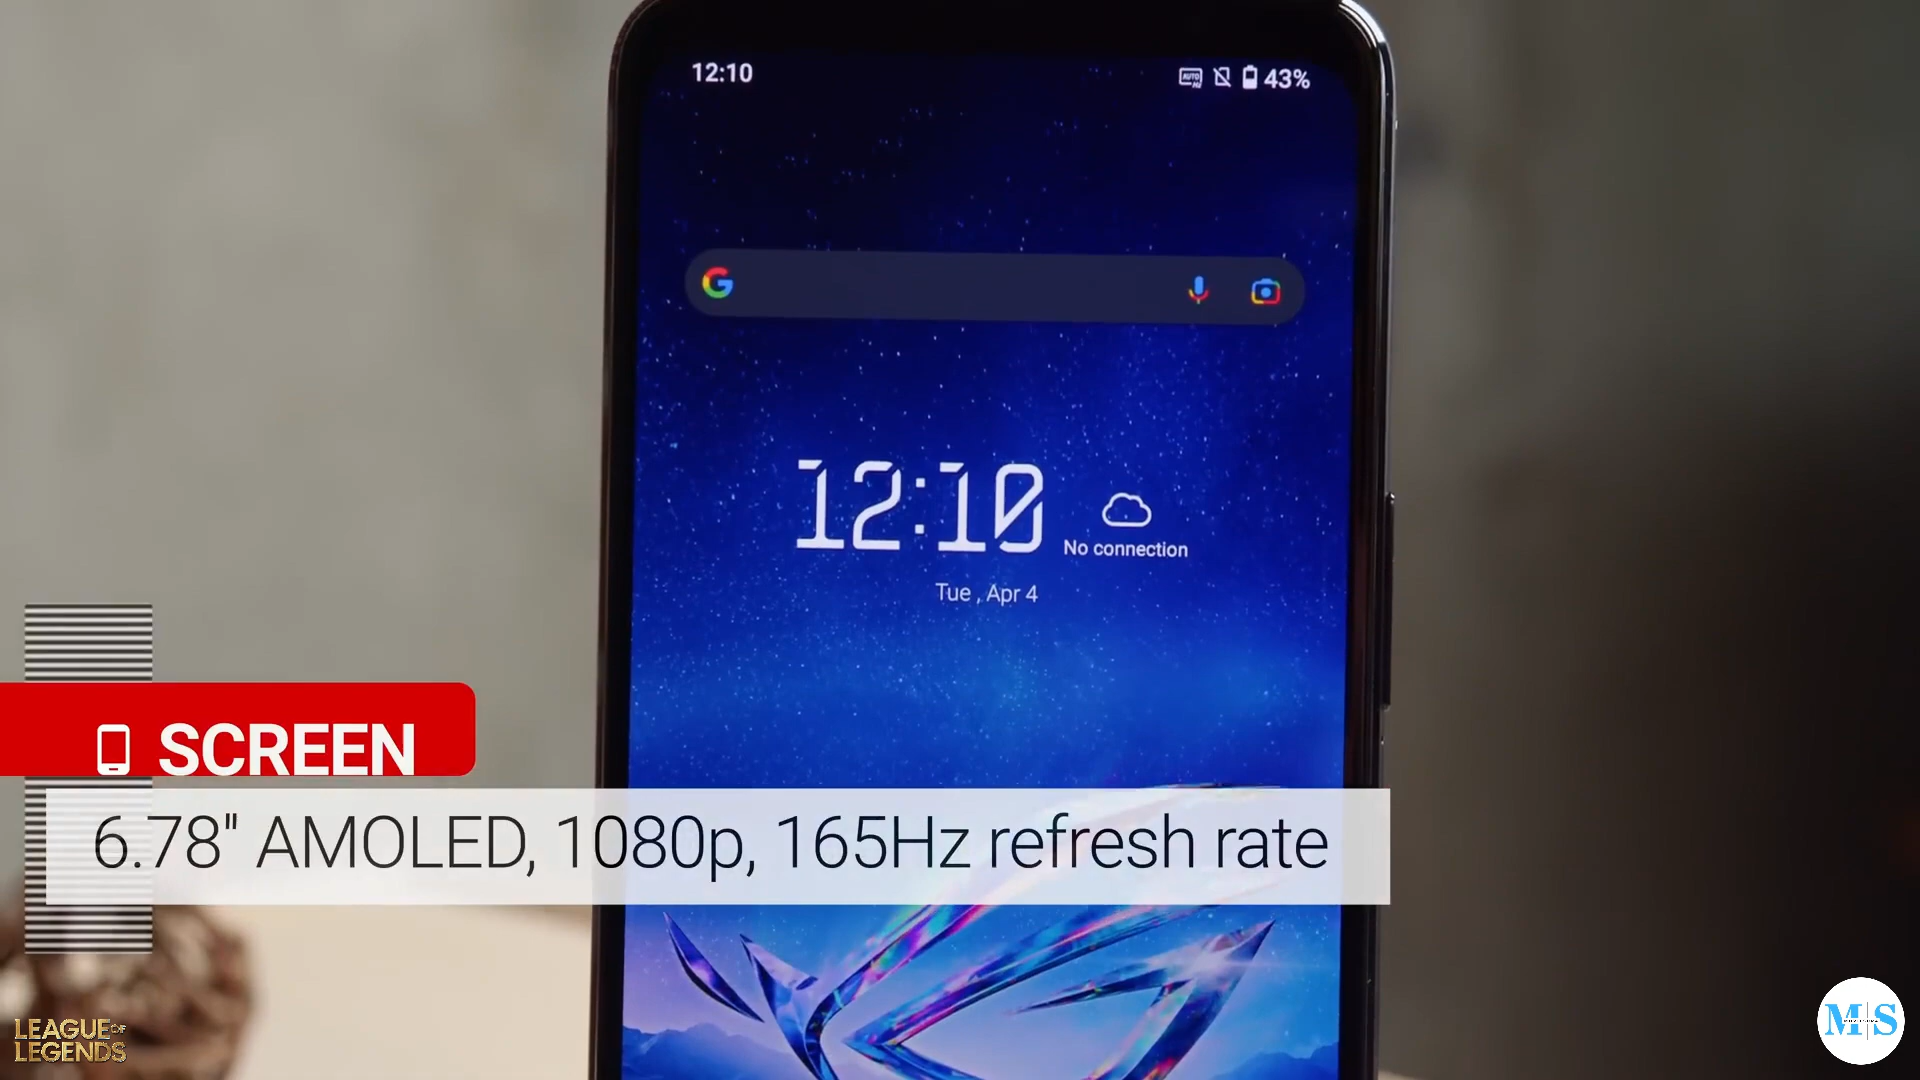 12:10
43%
12:10
No connection
Tue , Apr 4
SCREEN
6.78" AMOLED, 1080p, 165Hz refresh rate
LEAGUE OF
LEGENDS
M|S